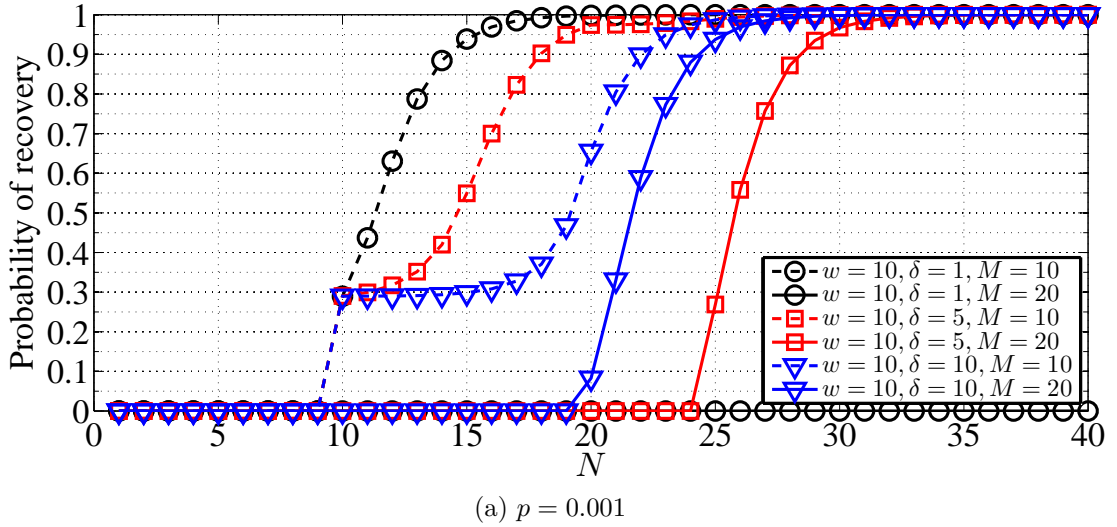 Probability of recovery
1
0.9
0.8
0.7
0.6
0.5
0.4
0.3
0.2
0.1
0
w = 10, δ = 1, M = 10
w = 10, δ = 1, M = 20
w = 10, δ = 5, M = 10
w = 10, δ = 5, M = 20
w = 10, δ = 10, M = 10
w = 10, δ = 10, M = 20
0 5 10 15 20 25 30 35 40
N
(a) p = 0.001